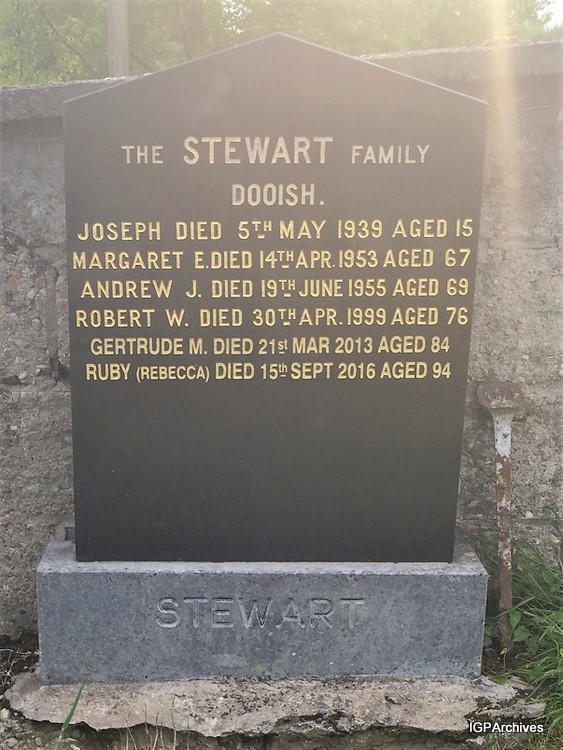 THE STEWART FAMILY
DOOISH.
JOSEPH DIED 5TH MAY 1939 AGED 15
MARGARET E. DIED 14TH APR. 1953 AGED 67
ANDREW J. DIED 19TH JUNE 1955 AGED 69
ROBERT W. DIED 30TH APR. 1999 AGED 76
GERTRUDE M. DIED 21st MAR 2013 AGED 84
RUBY (REBECCA) DIED 15th SEPT 2016 AGED 94
STEWART
IGPArchives